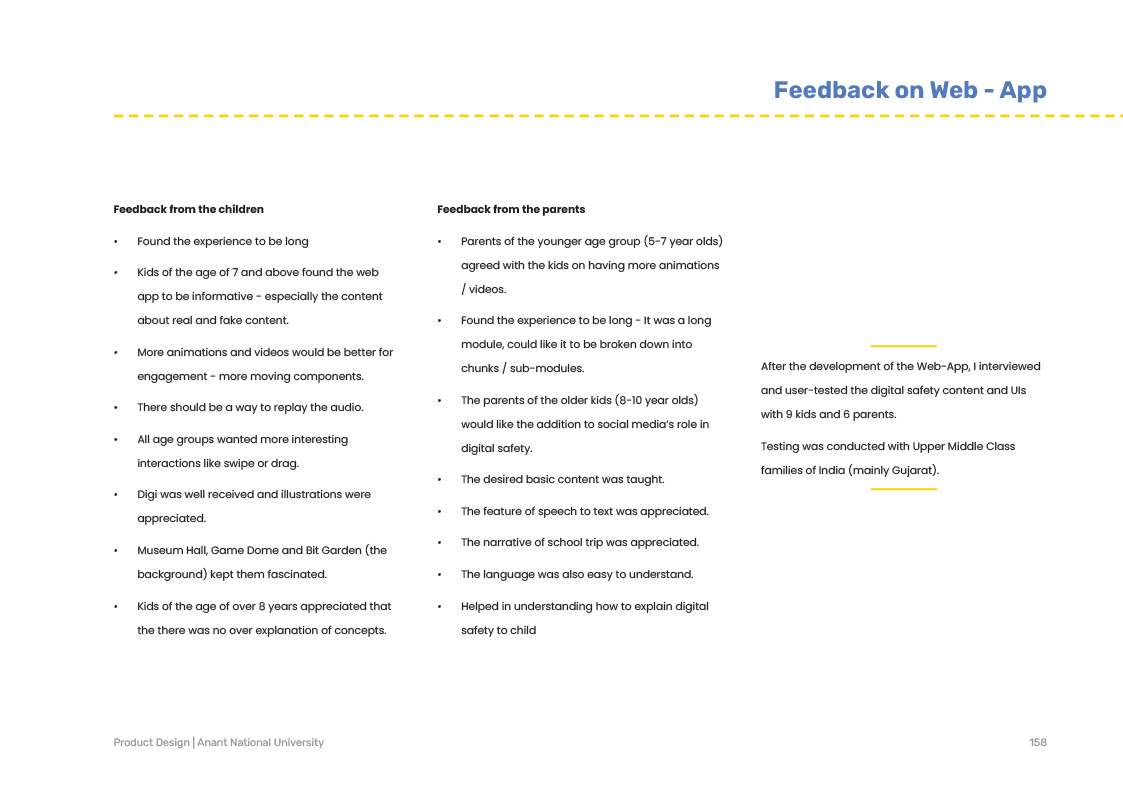 Feedback on Web - App
Feedback from the children
• Found the experience to be long
• Kids of the age of 7 and above found the web
app to be informative - especially the content
about real and fake content.
• More animations and videos would be better for
engagement - more moving components.
• There should be a way to replay the audio.
• All age groups wanted more interesting
interactions like swipe or drag.
• Digi was well received and illustrations were
appreciated.
• Museum Hall, Game Dome and Bit Garden (the
background) kept them fascinated.
• Kids of the age of over 8 years appreciated that
the there was no over explanation of concepts.
Feedback from the parents
• Parents of the younger age group (5-7 year olds)
agreed with the kids on having more animations
/ videos.
• Found the experience to be long - It was a long
module, could like it to be broken down into
chunks / sub-modules.
• The parents of the older kids (8-10 year olds)
would like the addition to social media's role in
digital safety.
• The desired basic content was taught.
• The feature of speech to text was appreciated.
• The narrative of school trip was appreciated.
• The language was also easy to understand.
• Helped in understanding how to explain digital
safety to child
After the development of the Web-App, I interviewed
and user-tested the digital safety content and UIs
with 9 kids and 6 parents.
Testing was conducted with Upper Middle Class
families of India (mainly Gujarat).
Product Design | Anant National University
158